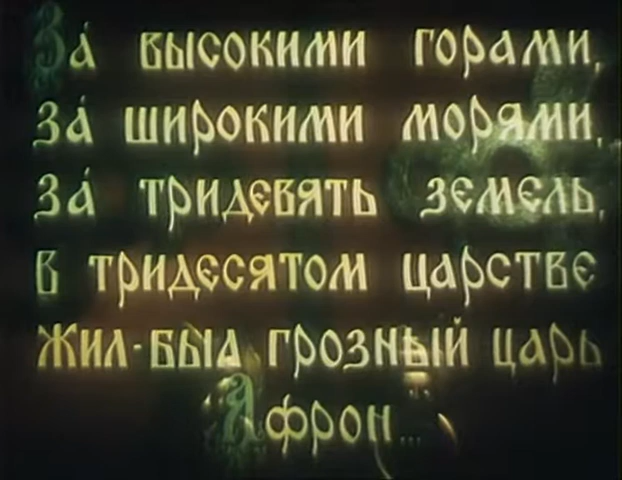 За́ высокими горами,
За́ широкими морями,
За́ тридевять земель,
в тридесятом царстве
Жил-был грозный царь
Афрон...